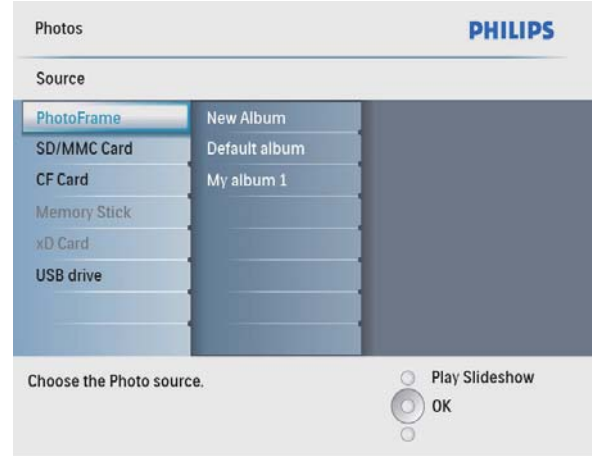 Photos
PHILIPS
Source
PhotoFrame
New Album
SD/MMC Card
Default album
CF Card
My album 1
Memory Stick
xD Card
USB drive
Choose the Photo source.
Play Slideshow
OK